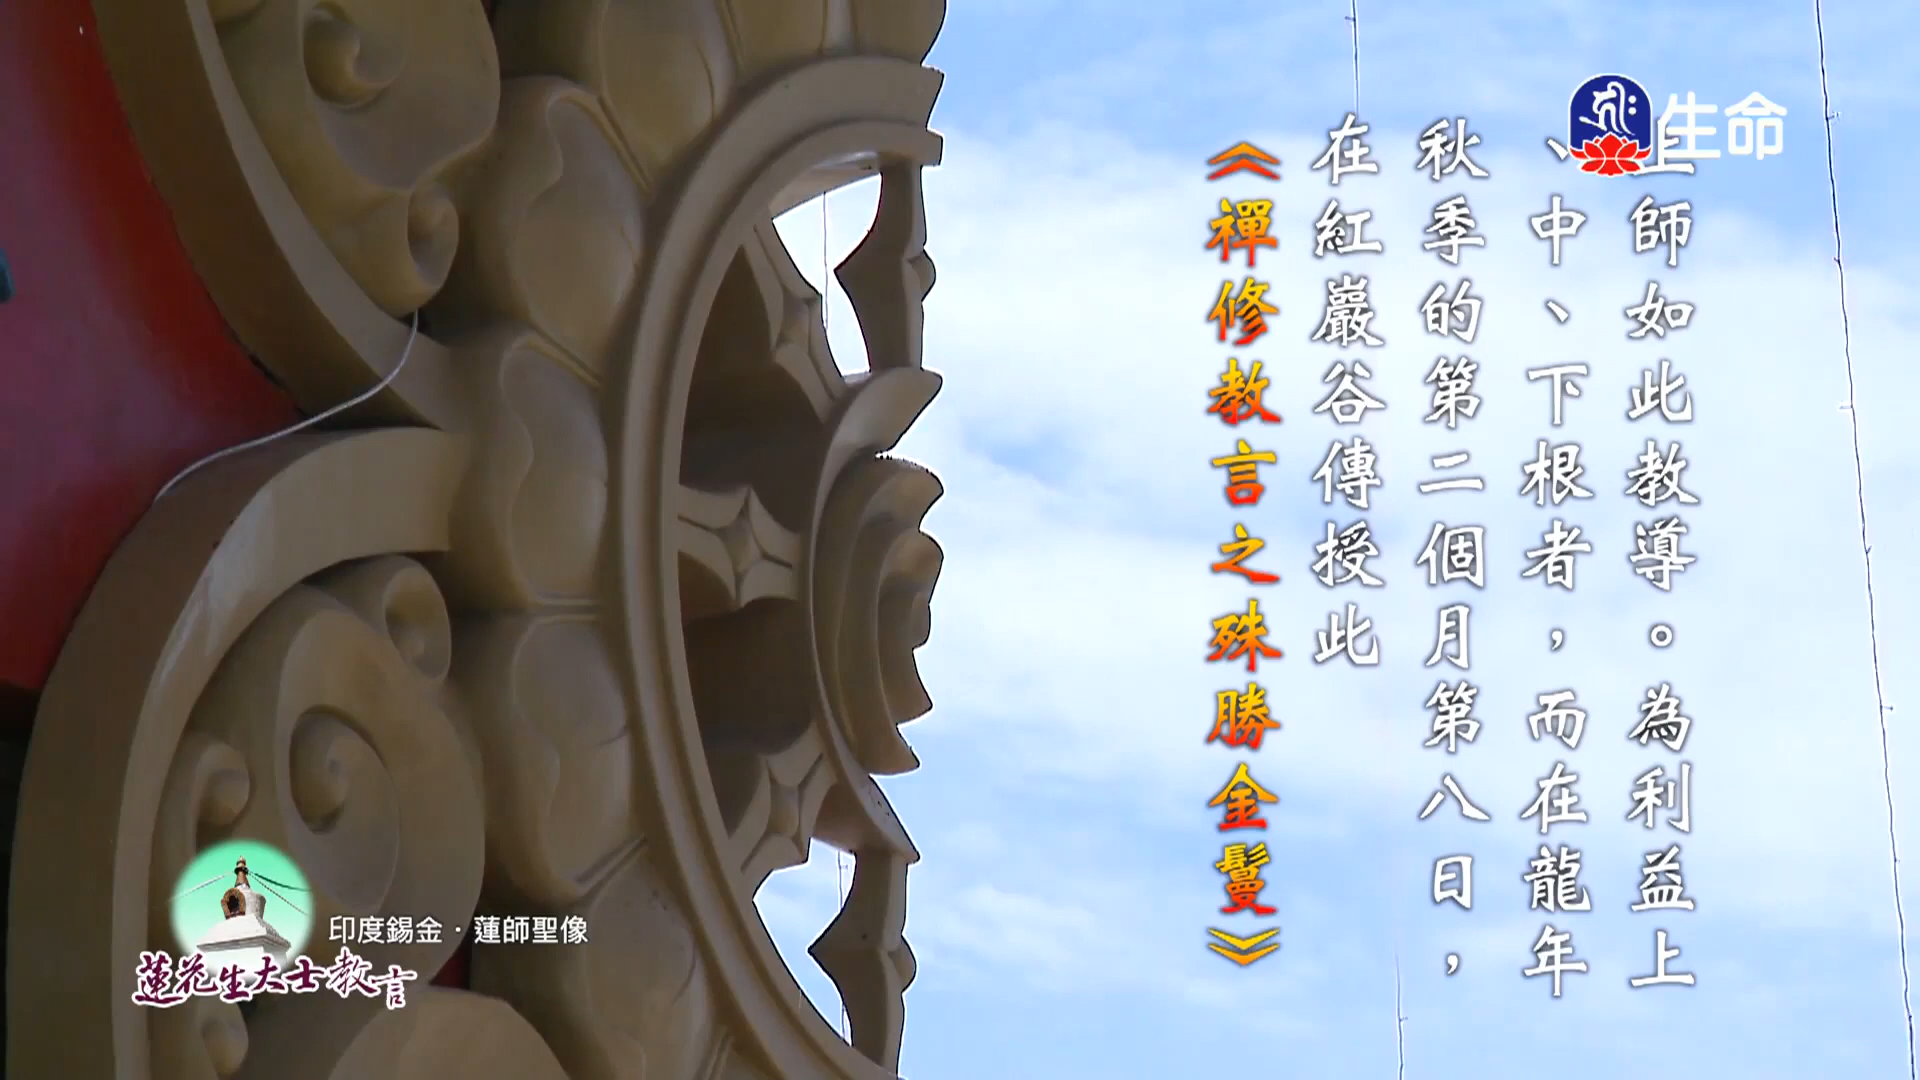 上師如此教導。為利益上
、中、下根者，而在龍年
秋季的第二個月第八日，
在紅巖谷傳授此
《禪修教言之殊勝金鬘》
生命
印度錫金．蓮師聖像
蓮花生大士教言